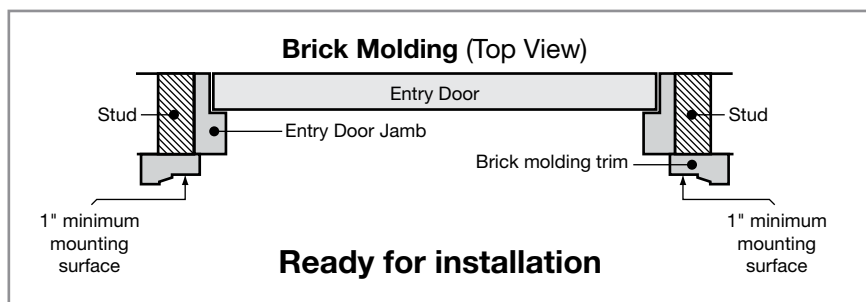 Brick Molding (Top View)
Entry Door
Stud
Stud
Entry Door Jamb
Brick molding trim
1" minimum
mounting
surface
1" minimum
mounting
surface
Ready for installation